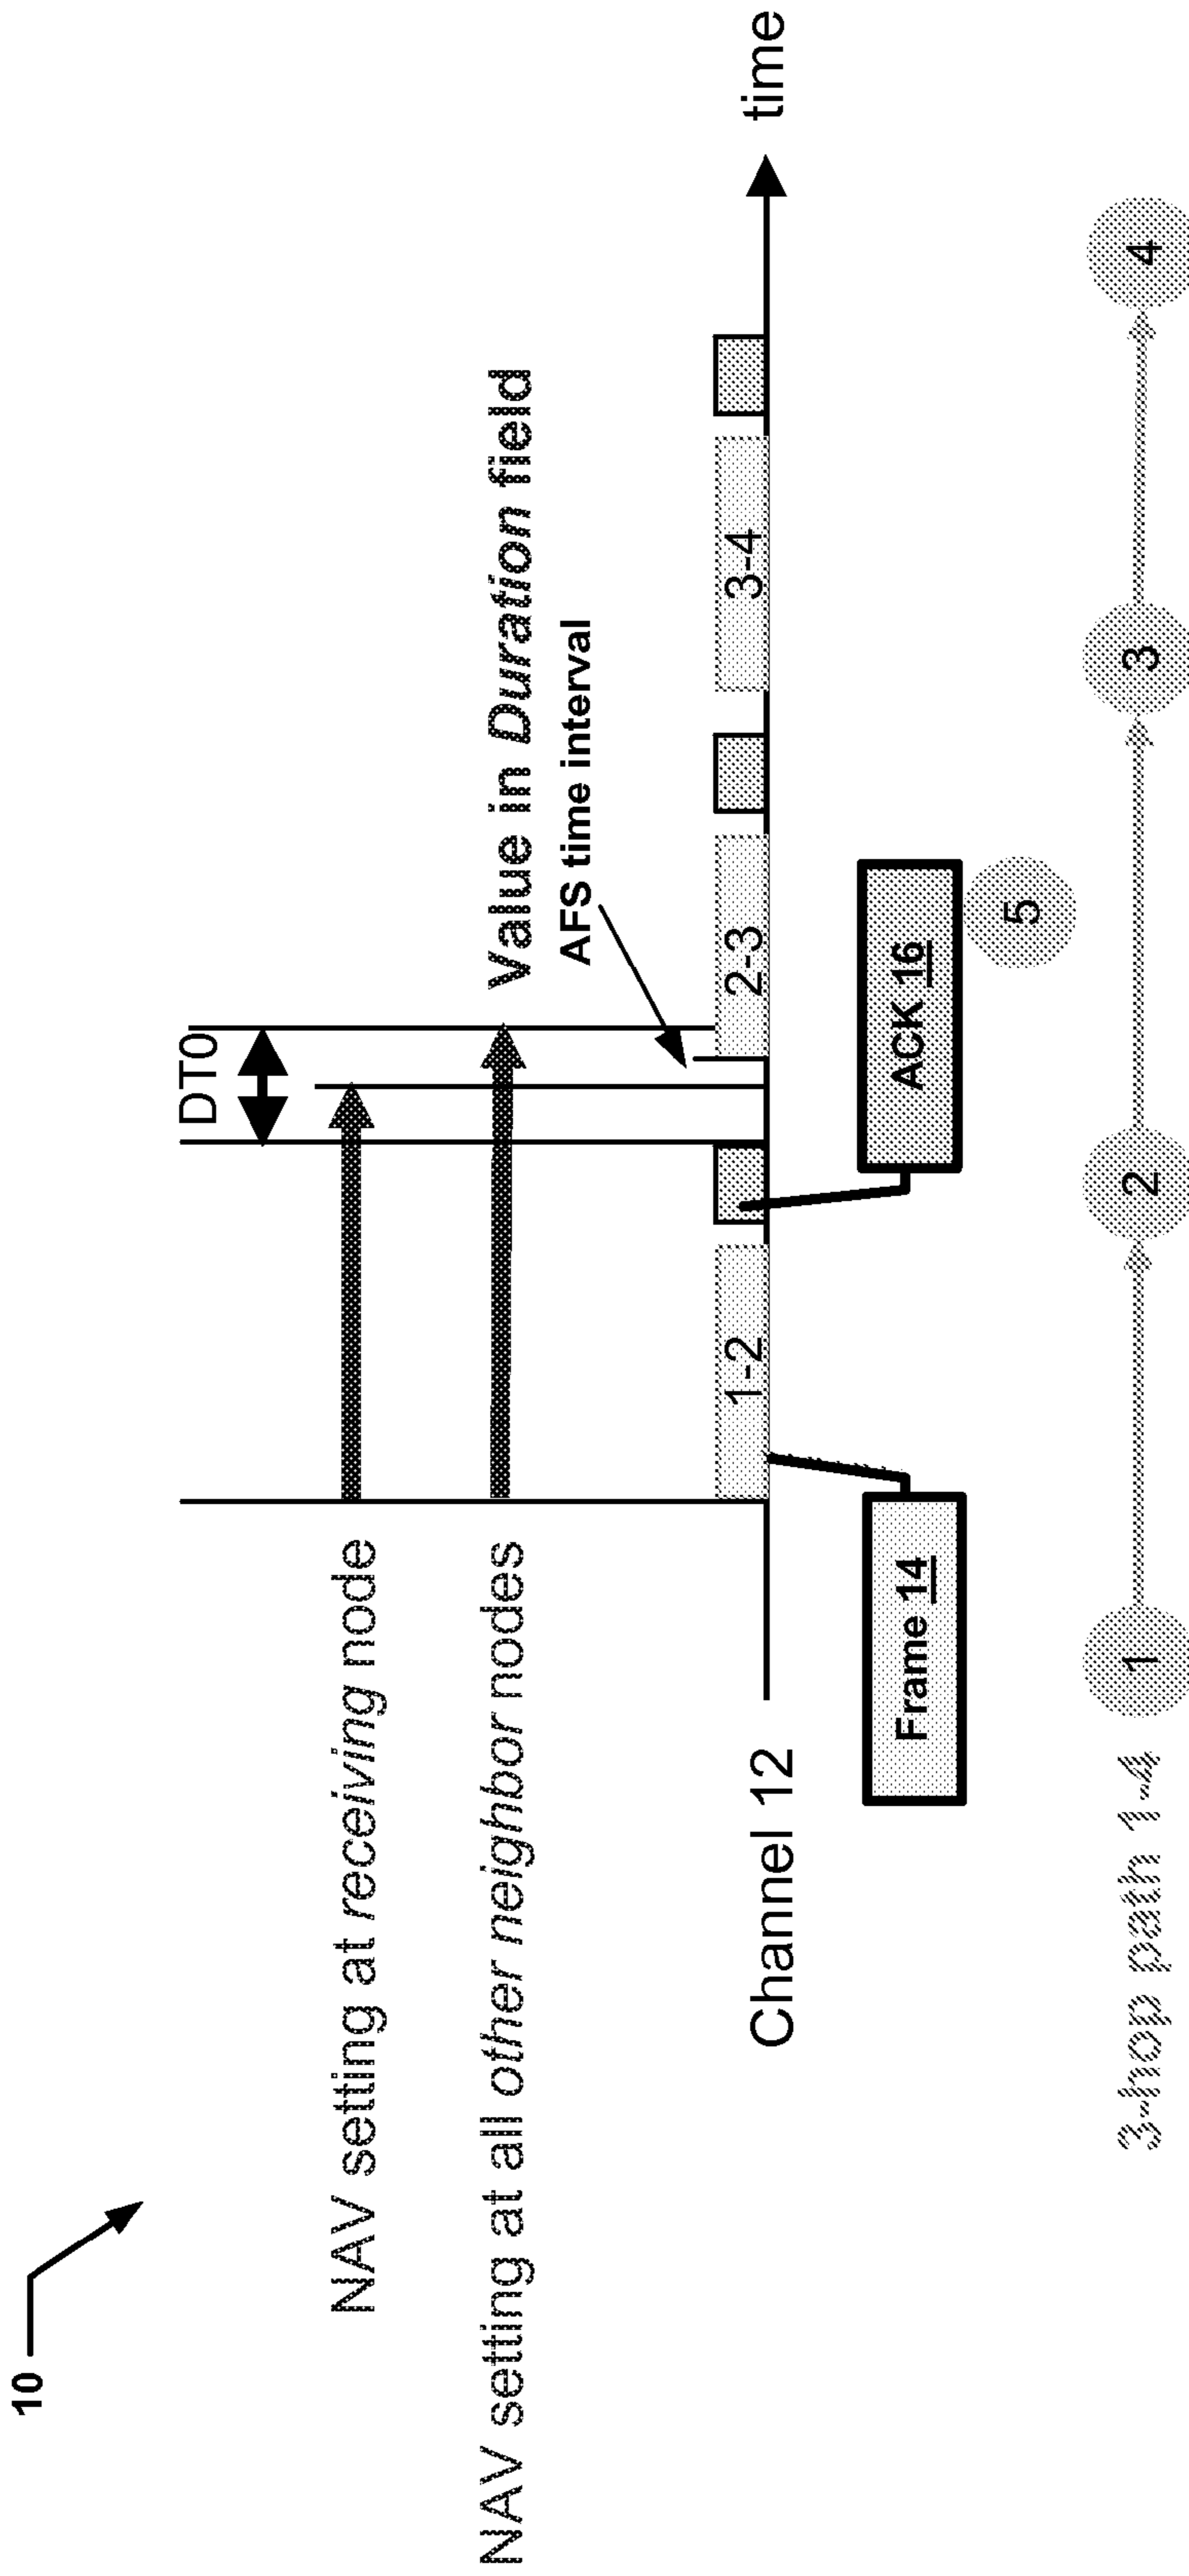 10
DT0
NAV setting at receiving node
NAV setting at all other neighbor nodes
Value in Duration field
AFS time interval
1-2
2-3
3-4
Channel 12
time
Frame 14
ACK 16
5
3-hop path 1-4
1
2
3
4